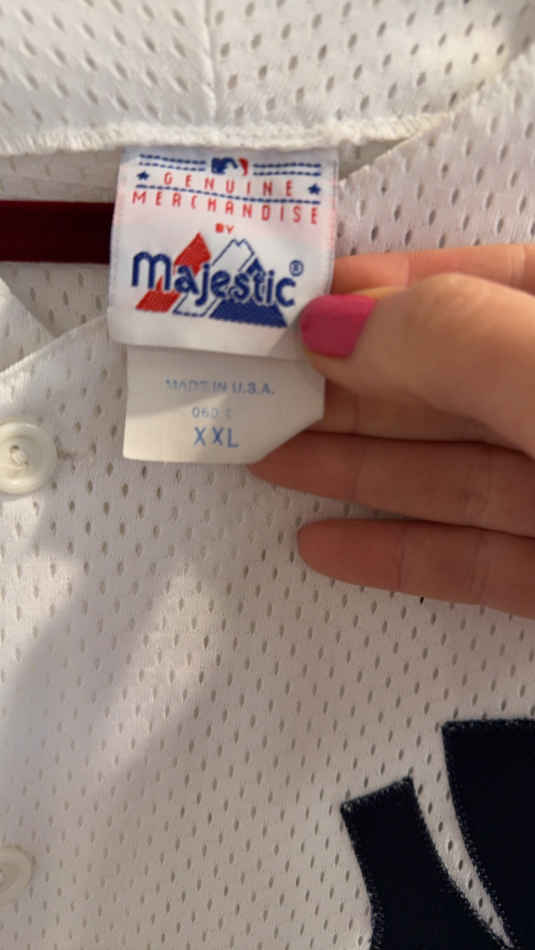 GENUINE
MERCHANDISE
BY
Majestic®
MADE IN U.S.A.
XXL